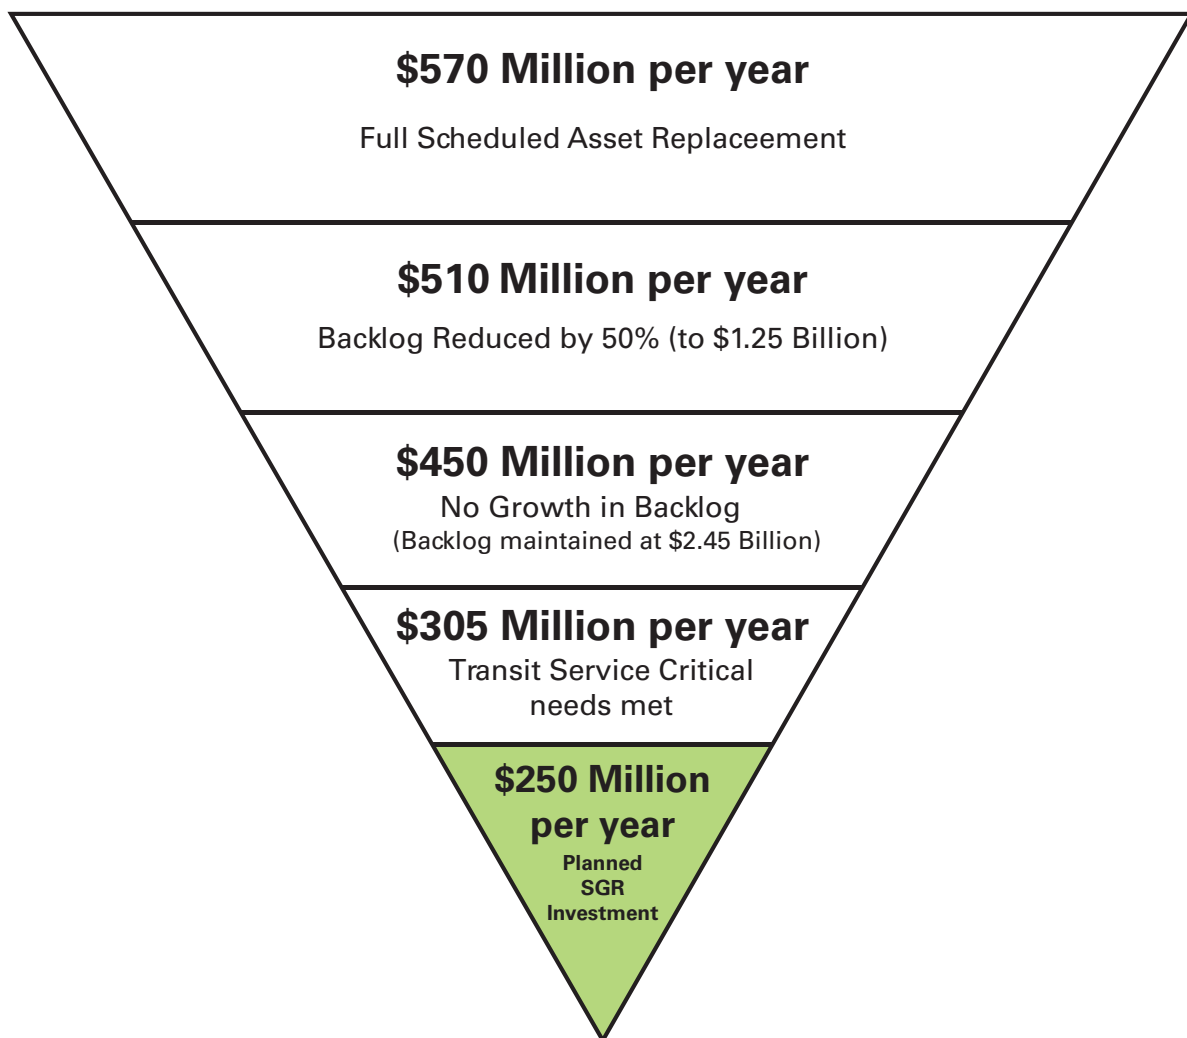 $570 Million per year
Full Scheduled Asset Replaceement
$510 Million per year
Backlog Reduced by 50% (to $1.25 Billion)
$450 Million per year
No Growth in Backlog
(Backlog maintained at $2.45 Billion)
$305 Million per year
Transit Service Critical
needs met
$250 Million
per year
Planned
SGR
Investment